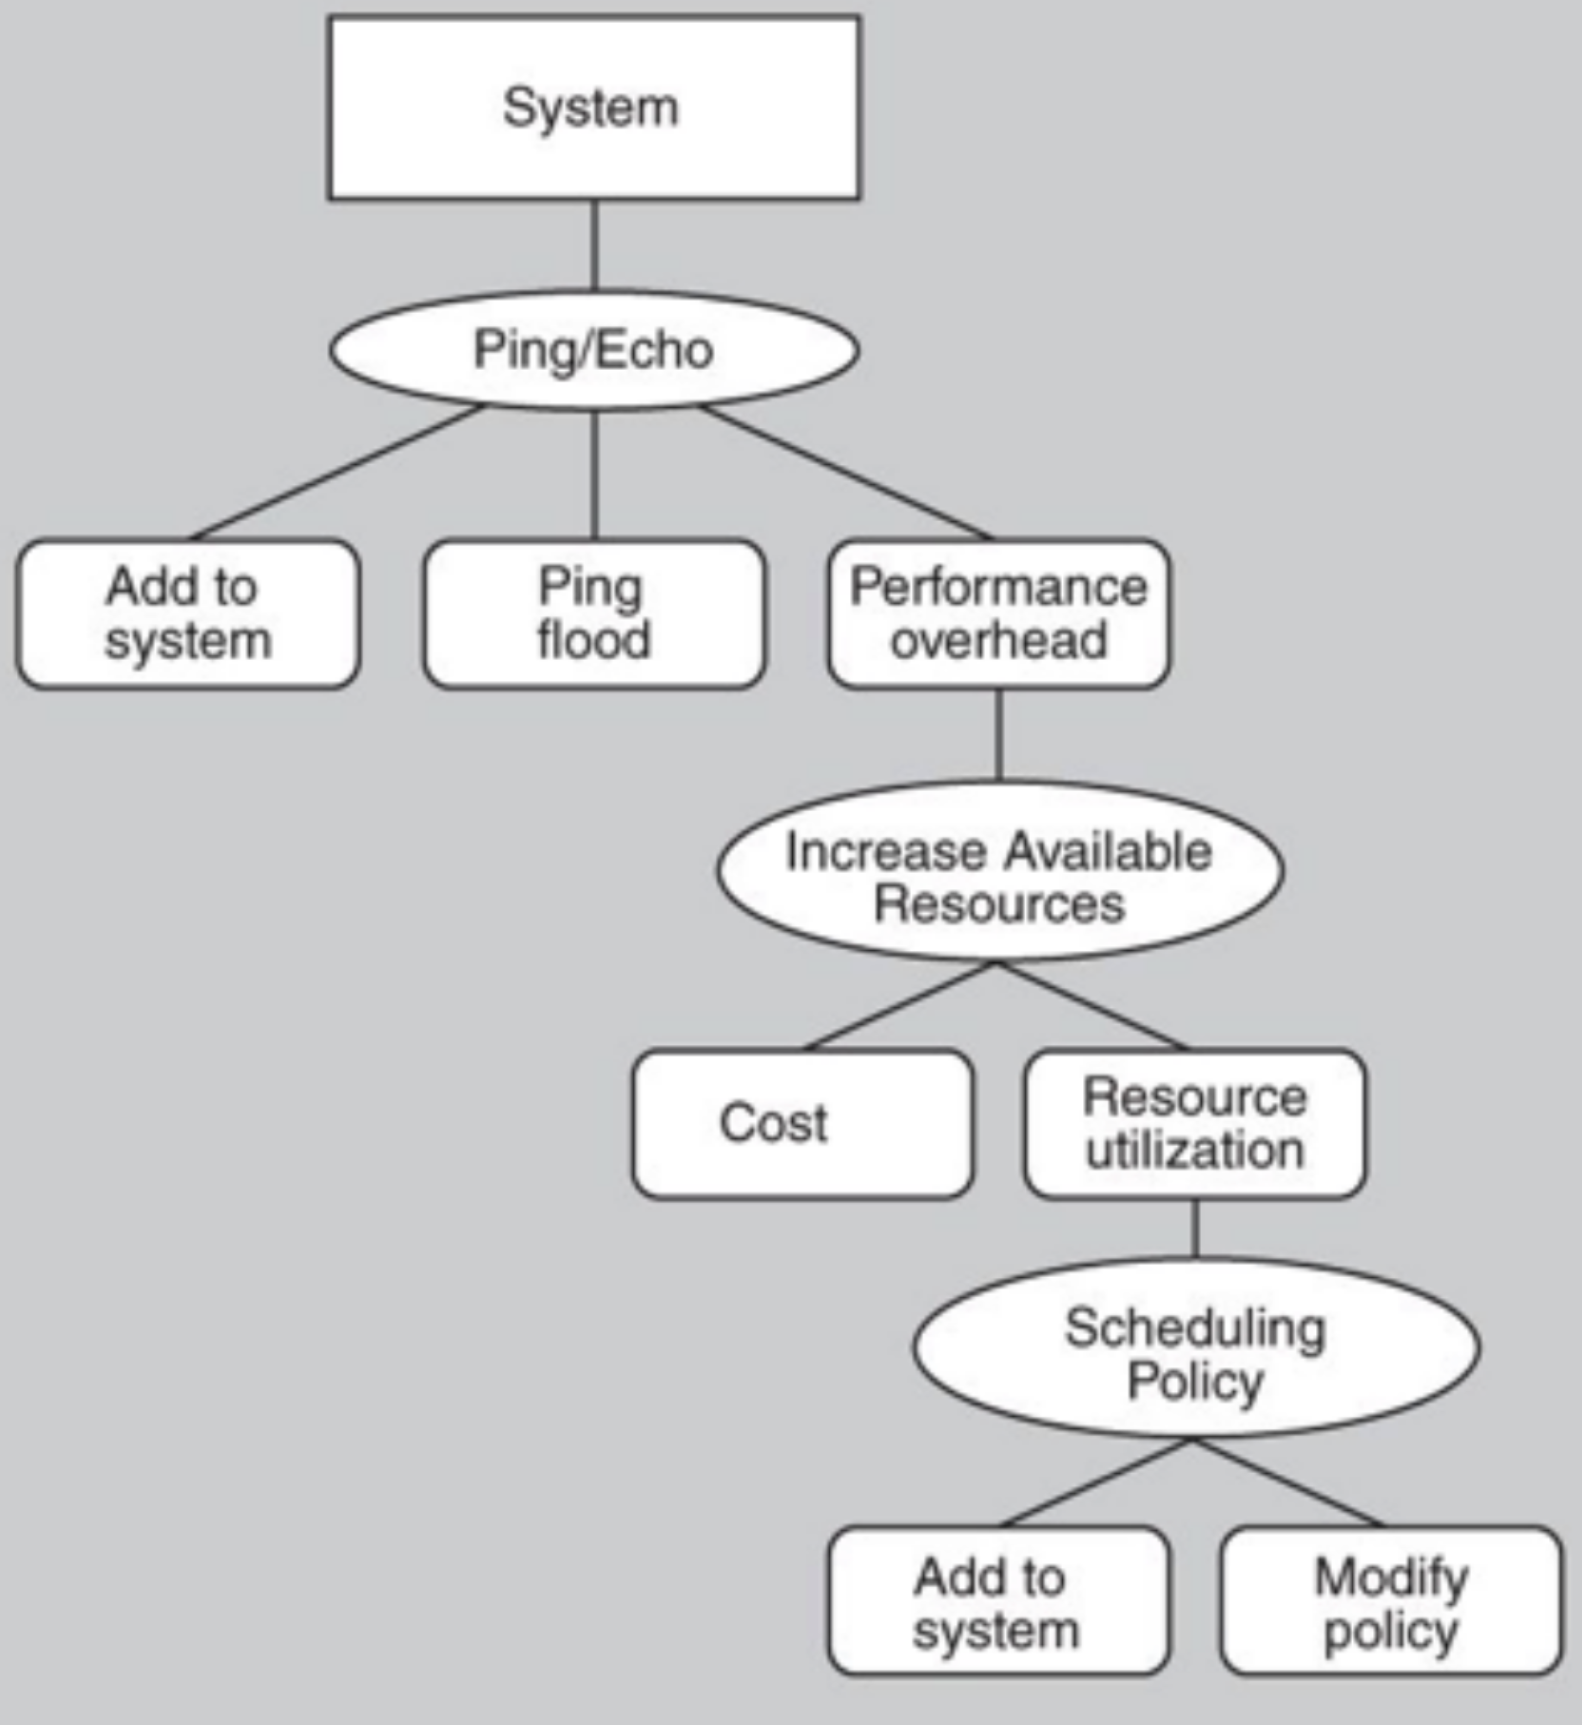 System
Ping/Echo
Add to
system
Ping
flood
Performance
overhead
Increase Available
Resources
Cost
Resource
utilization
Scheduling
Policy
Add to
system
Modify
policy